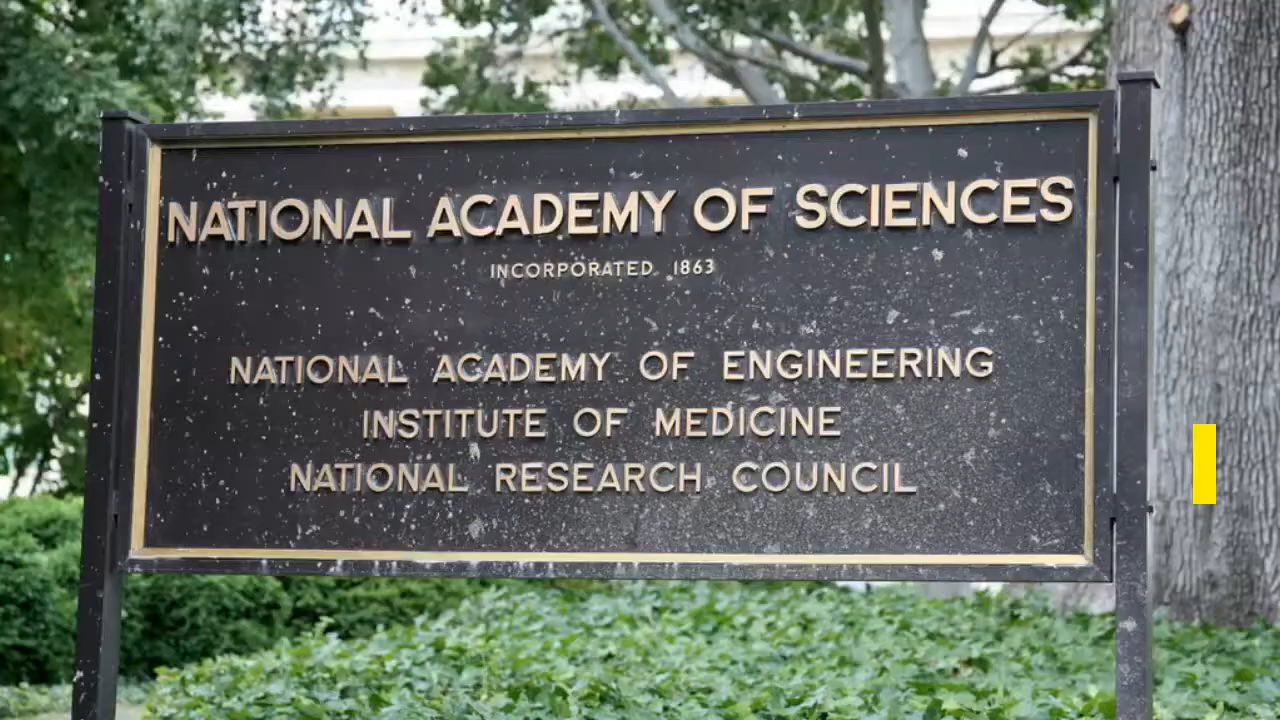 NATIONAL ACADEMY OF SCIENCES
INCORPORATED 1863
NATIONAL ACADEMY OF ENGINEERING
INSTITUTE OF MEDICINE
NATIONAL RESEARCH COUNCIL